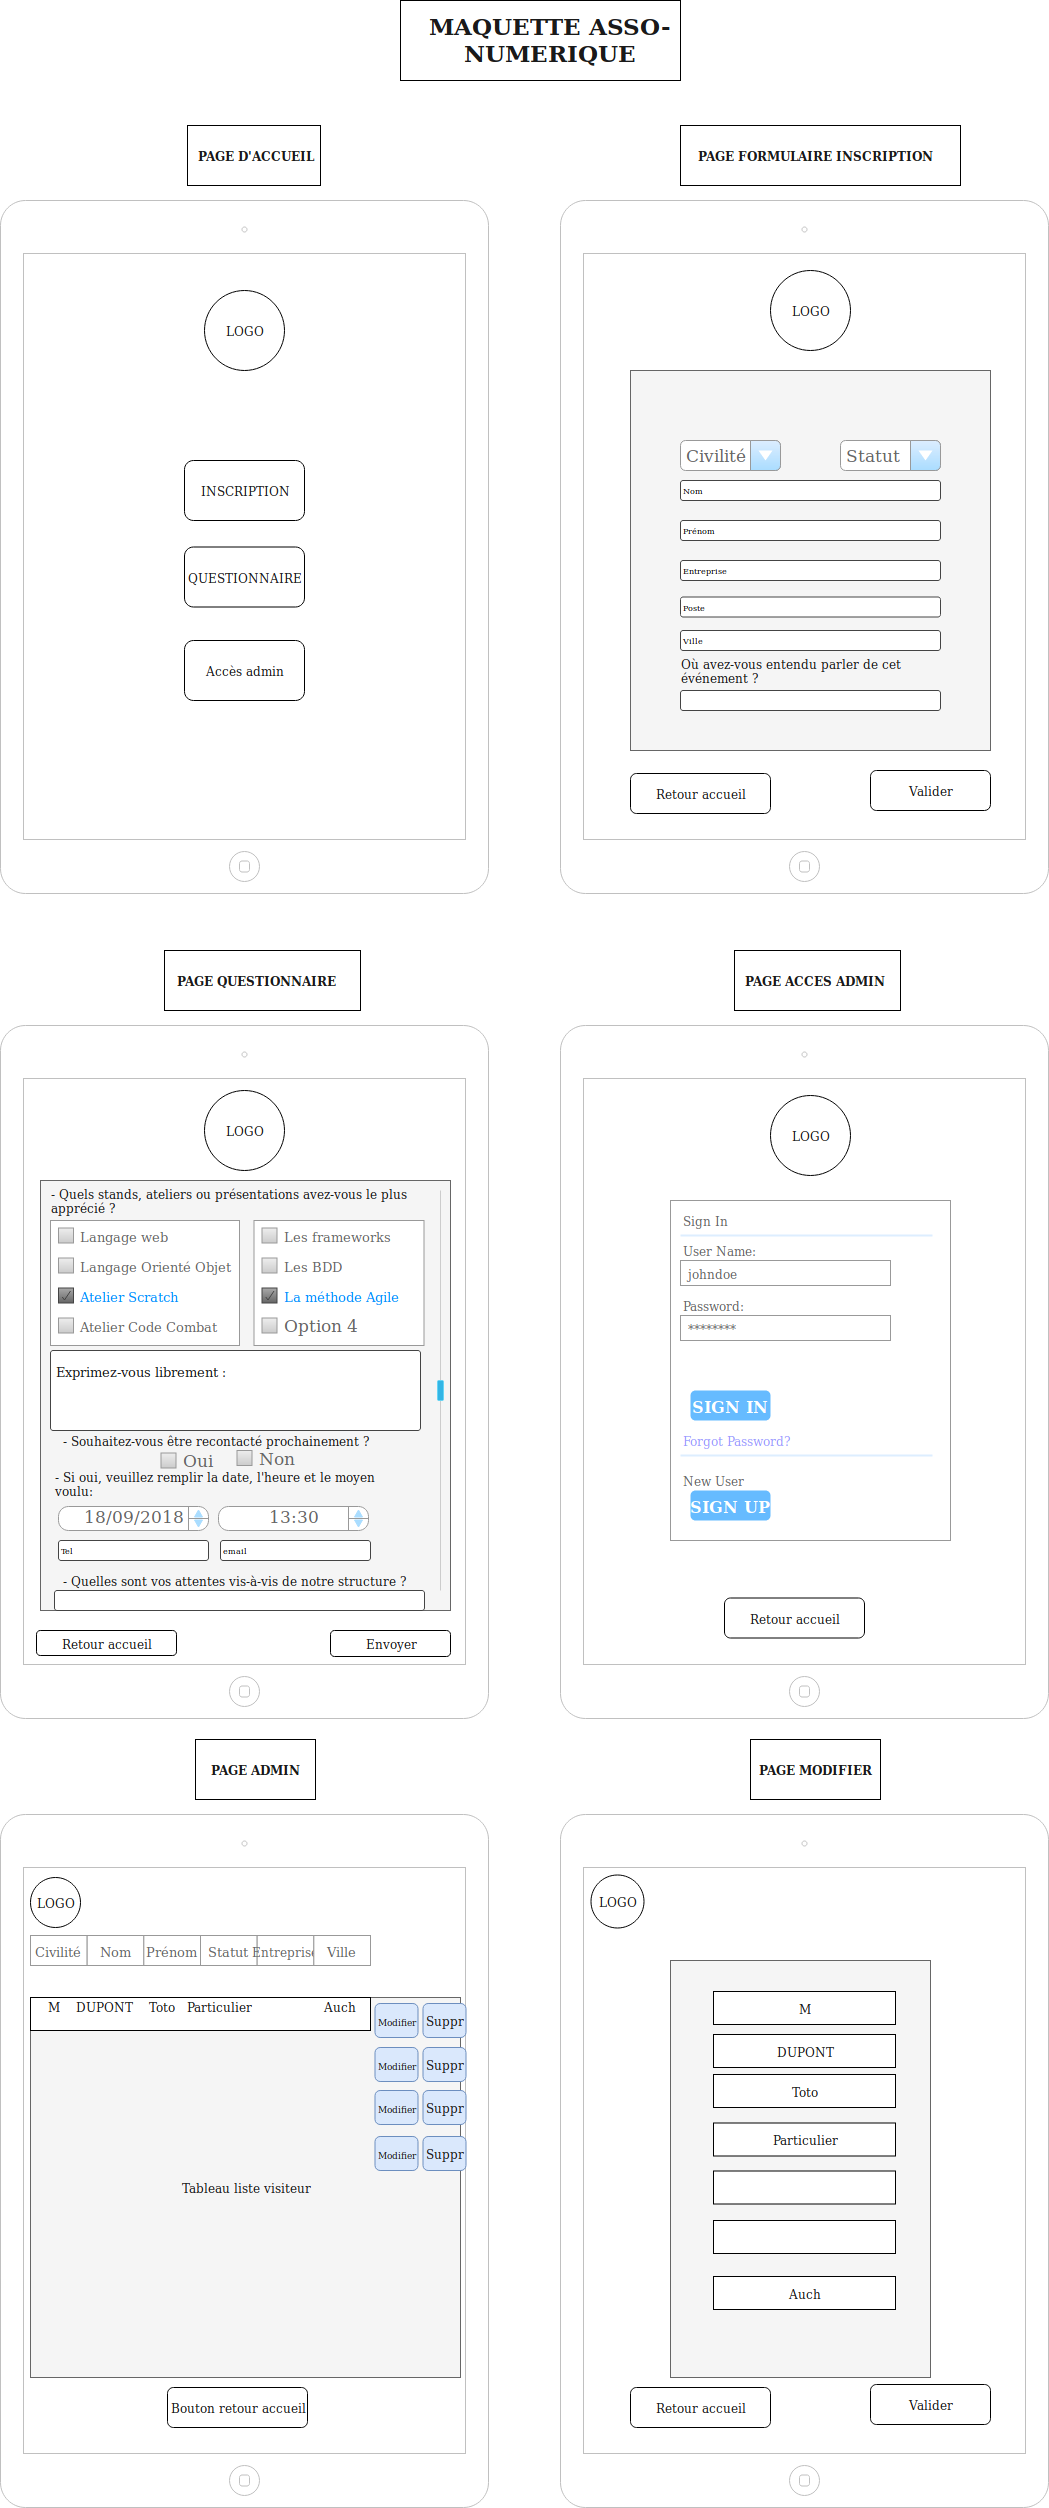 MAQUETTE ASSO-
NUMERIQUE
PAGE D'ACCUEIL
LOGO
INSCRIPTION
QUESTIONNAIRE
Accès admin
PAGE FORMULAIRE INSCRIPTION
LOGO
Civilité
Statut
Nom
Prénom
Entreprise
Poste
Ville
Où avez-vous entendu parler de cet
événement ?
Retour accueil
Valider
PAGE QUESTIONNAIRE
LOGO
- Quels stands, ateliers ou présentations avez-vous le plus
apprécié ?
Langage web
Langage Orienté Objet
Atelier Scratch
Atelier Code Combat
Les frameworks
Les BDD
La méthode Agile
Option 4
Exprimez-vous librement :
- Souhaitez-vous être recontacté prochainement ?
Oui
Non
- Si oui, veuillez remplir la date, l'heure et le moyen
voulu:
18/09/2018
13:30
Tel
email
- Quelles sont vos attentes vis-à-vis de notre structure ?
Retour accueil
Envoyer
PAGE ACCES ADMIN
LOGO
Sign In
User Name:
johndoe
Password:
********
SIGN IN
Forgot Password?
New User
SIGN UP
Retour accueil
PAGE ADMIN
LOGO
Civilité Nom Prénom Statut Entreprise Ville
M DUPONT Toto Particulier Auch
Modifier Suppr
Modifier Suppr
Modifier Suppr
Modifier Suppr
Tableau liste visiteur
Bouton retour accueil
PAGE MODIFIER
LOGO
M
DUPONT
Toto
Particulier
Auch
Retour accueil
Valider